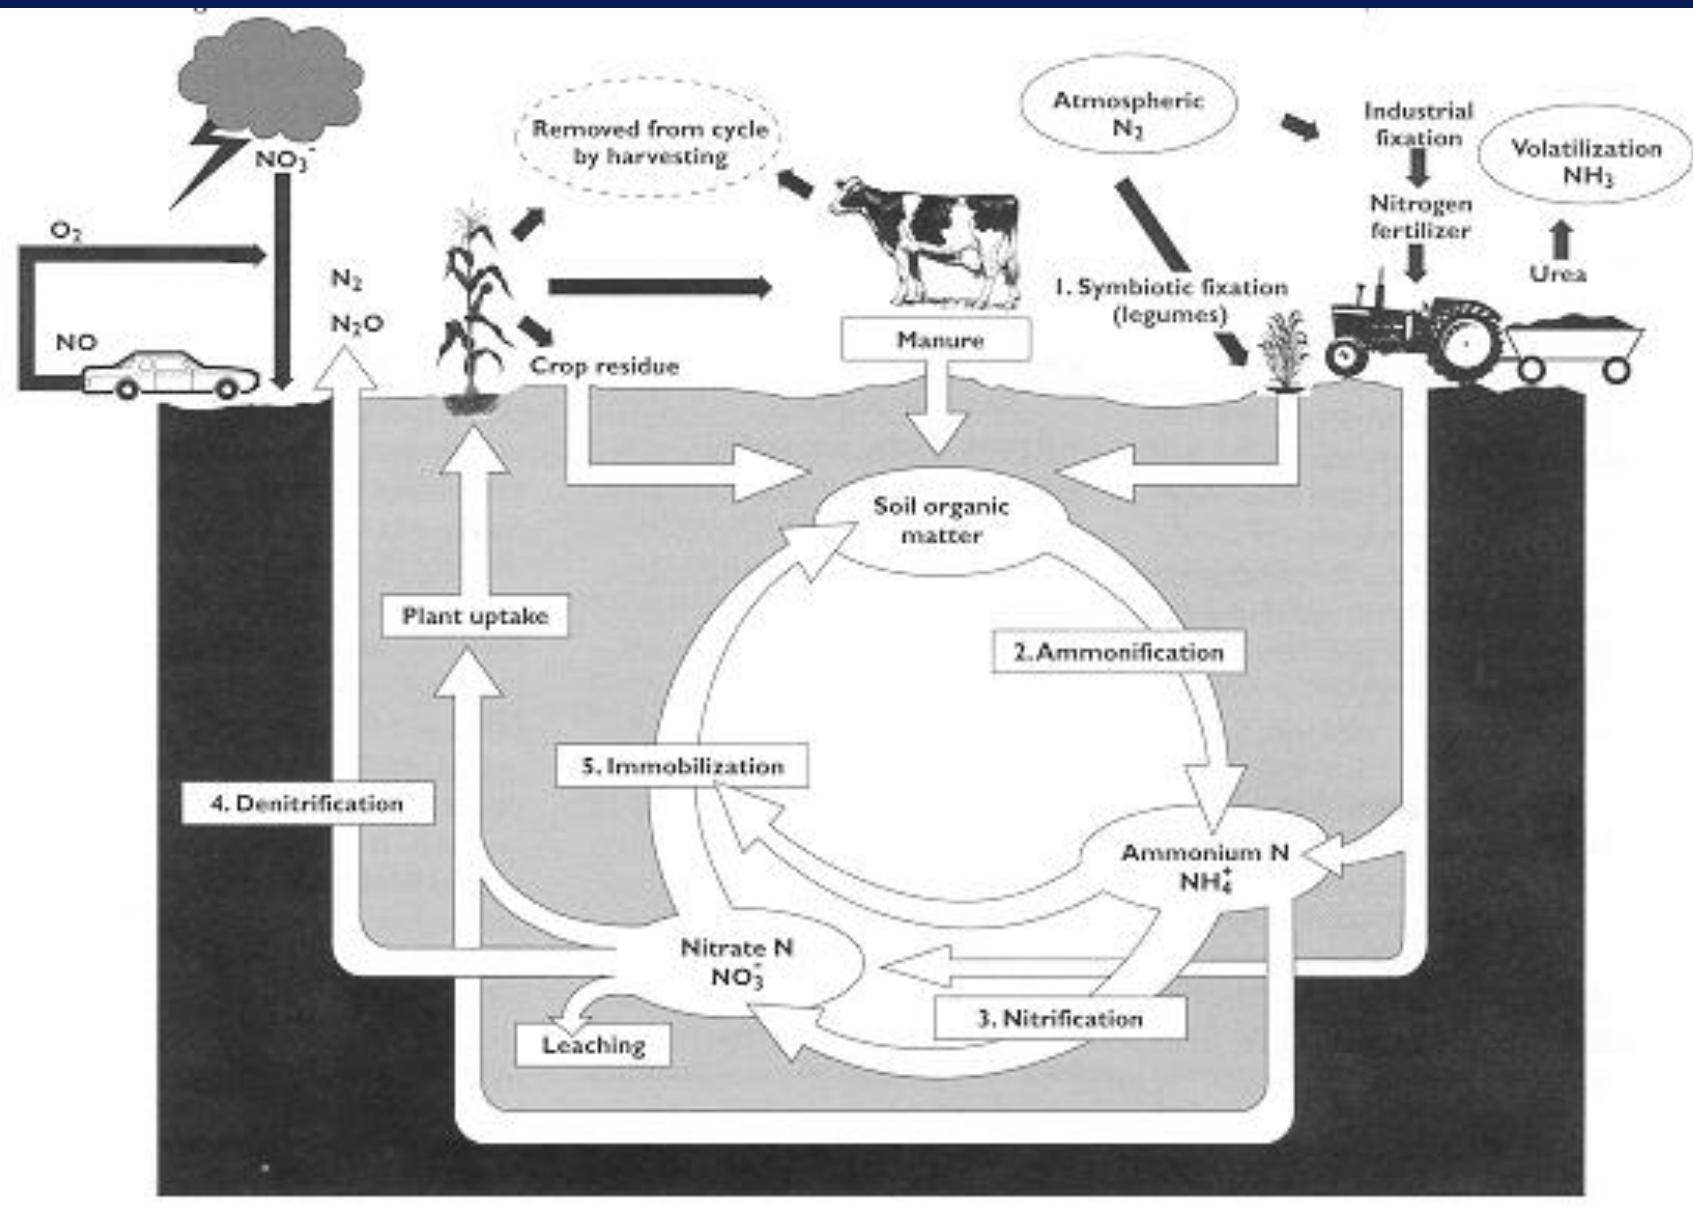 NO₃⁻
O₂
NO
N₂
N₂O
Removed from cycle
by harvesting
Crop residue
Manure
Atmospheric
N₂
1. Symbiotic fixation
(legumes)
Industrial
fixation
Nitrogen
fertilizer
Volatilization
NH₃
Urea
Soil organic
matter
Plant uptake
2. Ammonification
5. Immobilization
4. Denitrification
Ammonium N
NH₄⁺
Nitrate N
NO₃⁻
3. Nitrification
Leaching